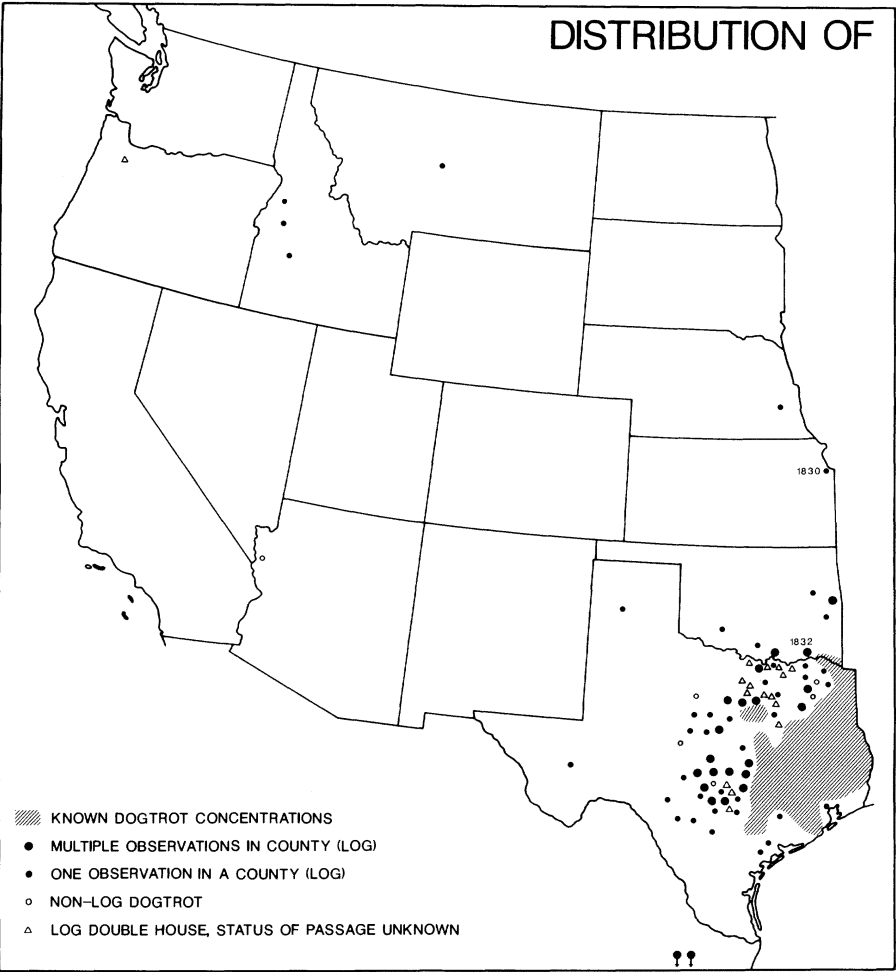 DISTRIBUTION OF
1830
1832
KNOWN DOGTROT CONCENTRATIONS
MULTIPLE OBSERVATIONS IN COUNTY (LOG)
ONE OBSERVATION IN A COUNTY (LOG)
NON-LOG DOGTROT
LOG DOUBLE HOUSE, STATUS OF PASSAGE UNKNOWN